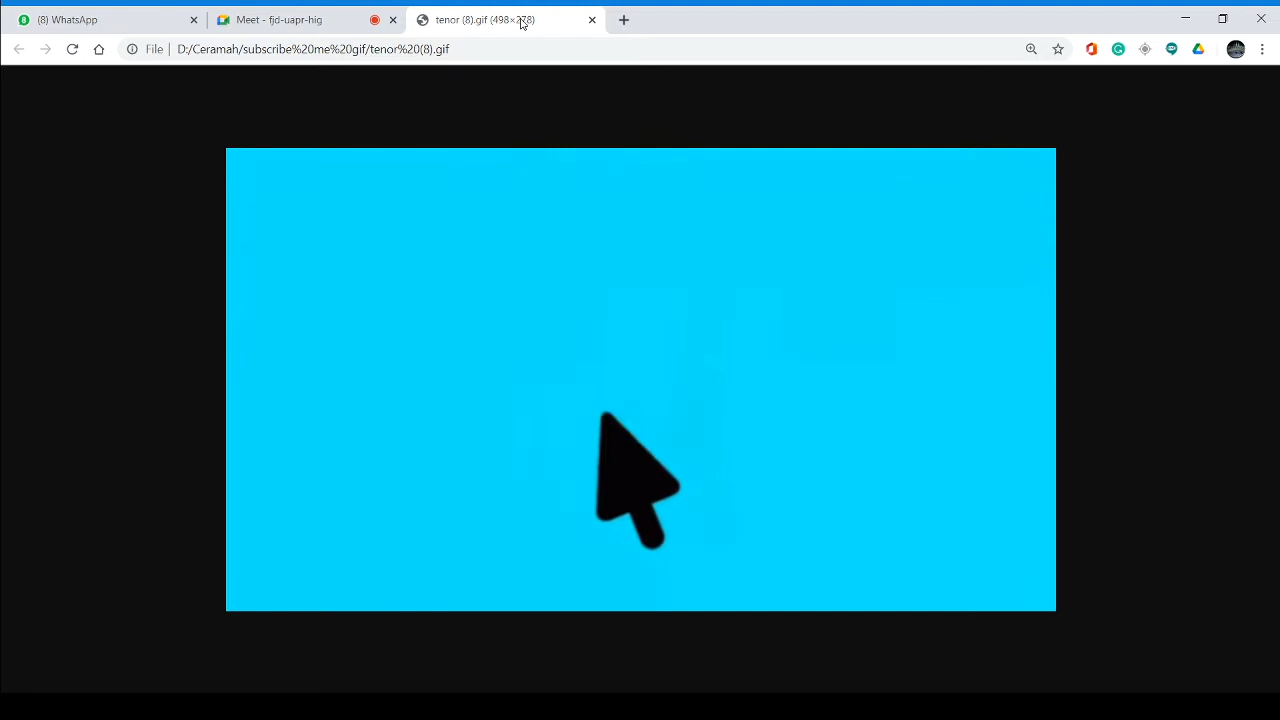 8 (8) WhatsApp
Meet - fjd-uapr-hig
tenor (8).gif (498×278)
File D:/Ceramah/subscribe%20me%20gif/tenor%20(8).gif